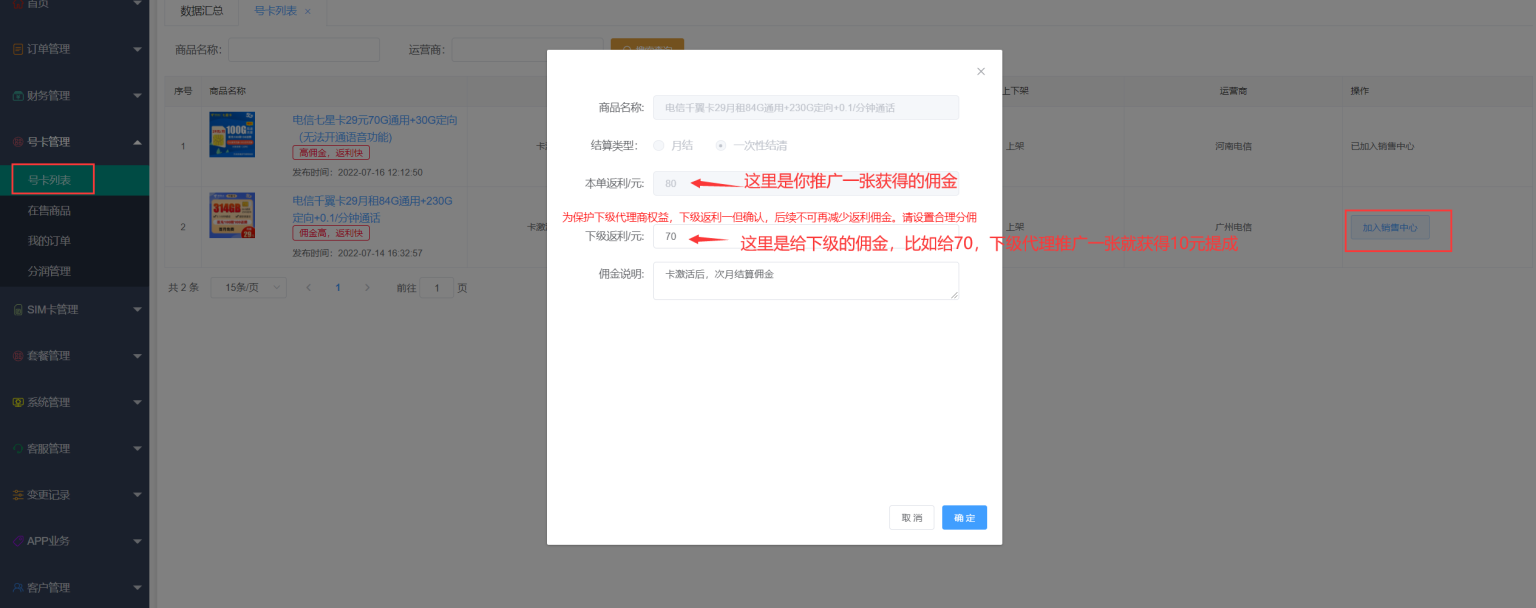 首页
数据汇总
号卡列表 ×
订单管理
商品名称:
运营商:
财务管理
序号
商品名称
上下架
运营商
操作
号卡管理
号卡列表
在售商品
我的订单
分润管理
SIM卡管理
套餐管理
系统管理
客服管理
变更记录
APP业务
客户管理
1
100G
电信七星卡29元70G通用+30G定向
(无法开通语音功能)
高佣金，返利快
发布时间：2022-07-16 12:12:50
上架
河南电信
已加入销售中心
2
314GB
电信千翼卡29月租84G通用+230G
定向+0.1/分钟通话
佣金高、返利快
发布时间：2022-07-14 16:32:57
上架
广州电信
加入销售中心
共 2 条
15条/页
1
前往
1
页
商品名称:
电信千翼卡29月租84G通用+230G定向+0.1/分钟通话
结算类型:
月结
一次性结清
本单返利/元:
80
这里是你推广一张获得的佣金
为保护下级代理商权益，下级返利一但确认，后续不可再减少返利佣金。请设置合理分佣
下级返利/元:
70
这里是给下级的佣金，比如给70，下级代理推广一张就获得10元提成
佣金说明:
卡激活后，次月结算佣金
取 消
确 定